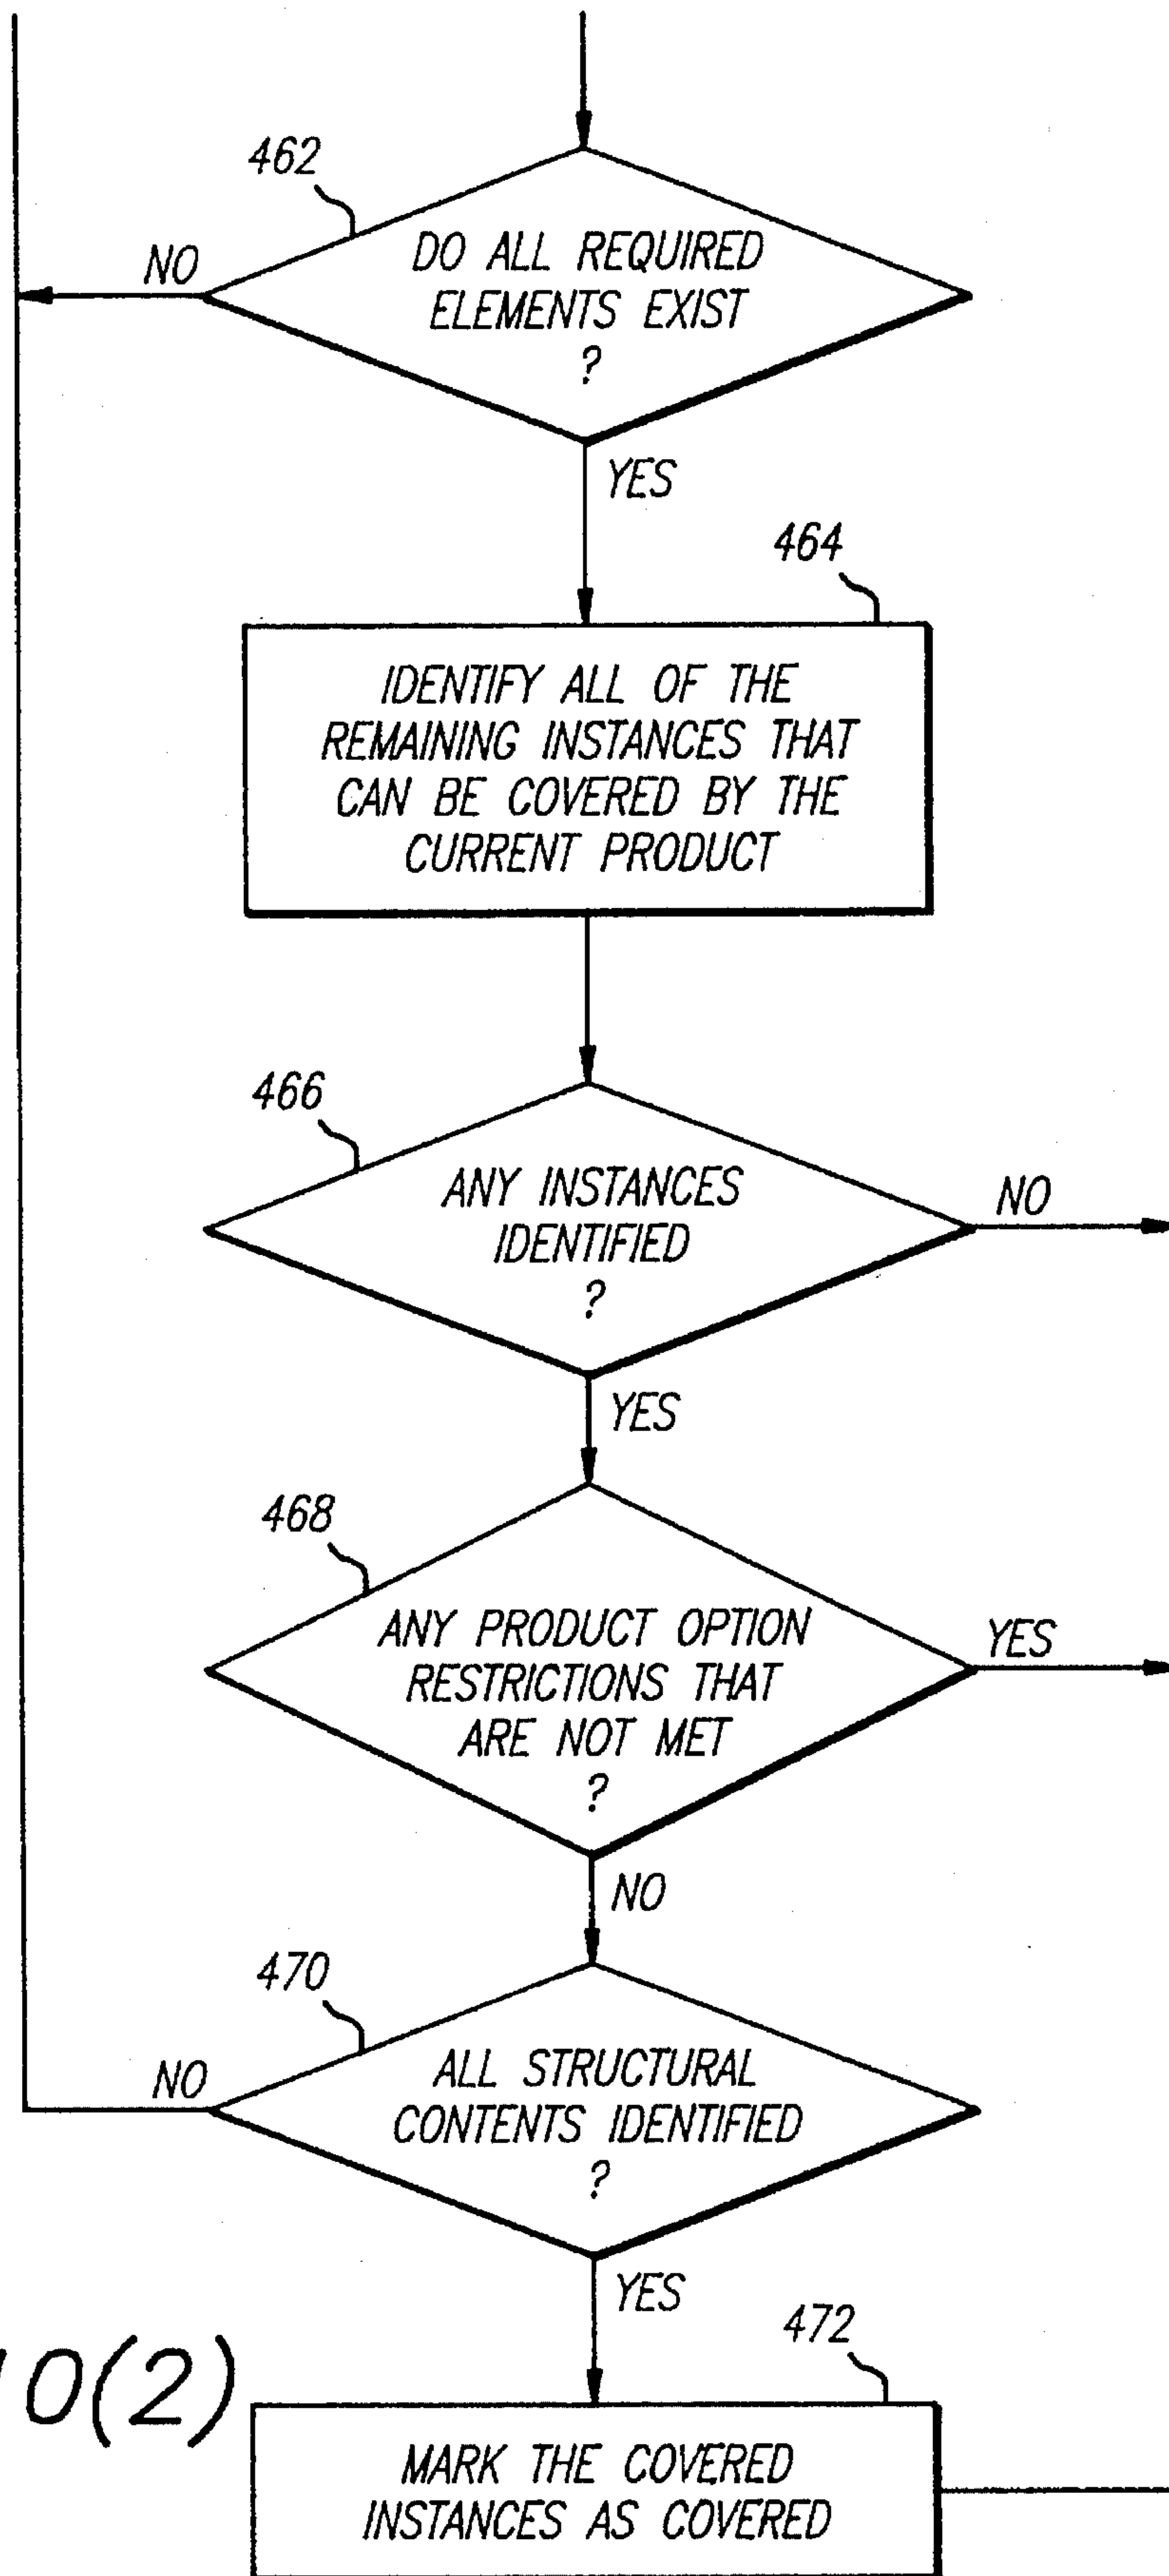 462
NO
DO ALL REQUIRED
ELEMENTS EXIST
?
YES
464
IDENTIFY ALL OF THE
REMAINING INSTANCES THAT
CAN BE COVERED BY THE
CURRENT PRODUCT
466
ANY INSTANCES
IDENTIFIED
?
NO
YES
468
ANY PRODUCT OPTION
RESTRICTIONS THAT
ARE NOT MET
?
YES
NO
470
NO
ALL STRUCTURAL
CONTENTS IDENTIFIED
?
YES
472
10(2)
MARK THE COVERED
INSTANCES AS COVERED